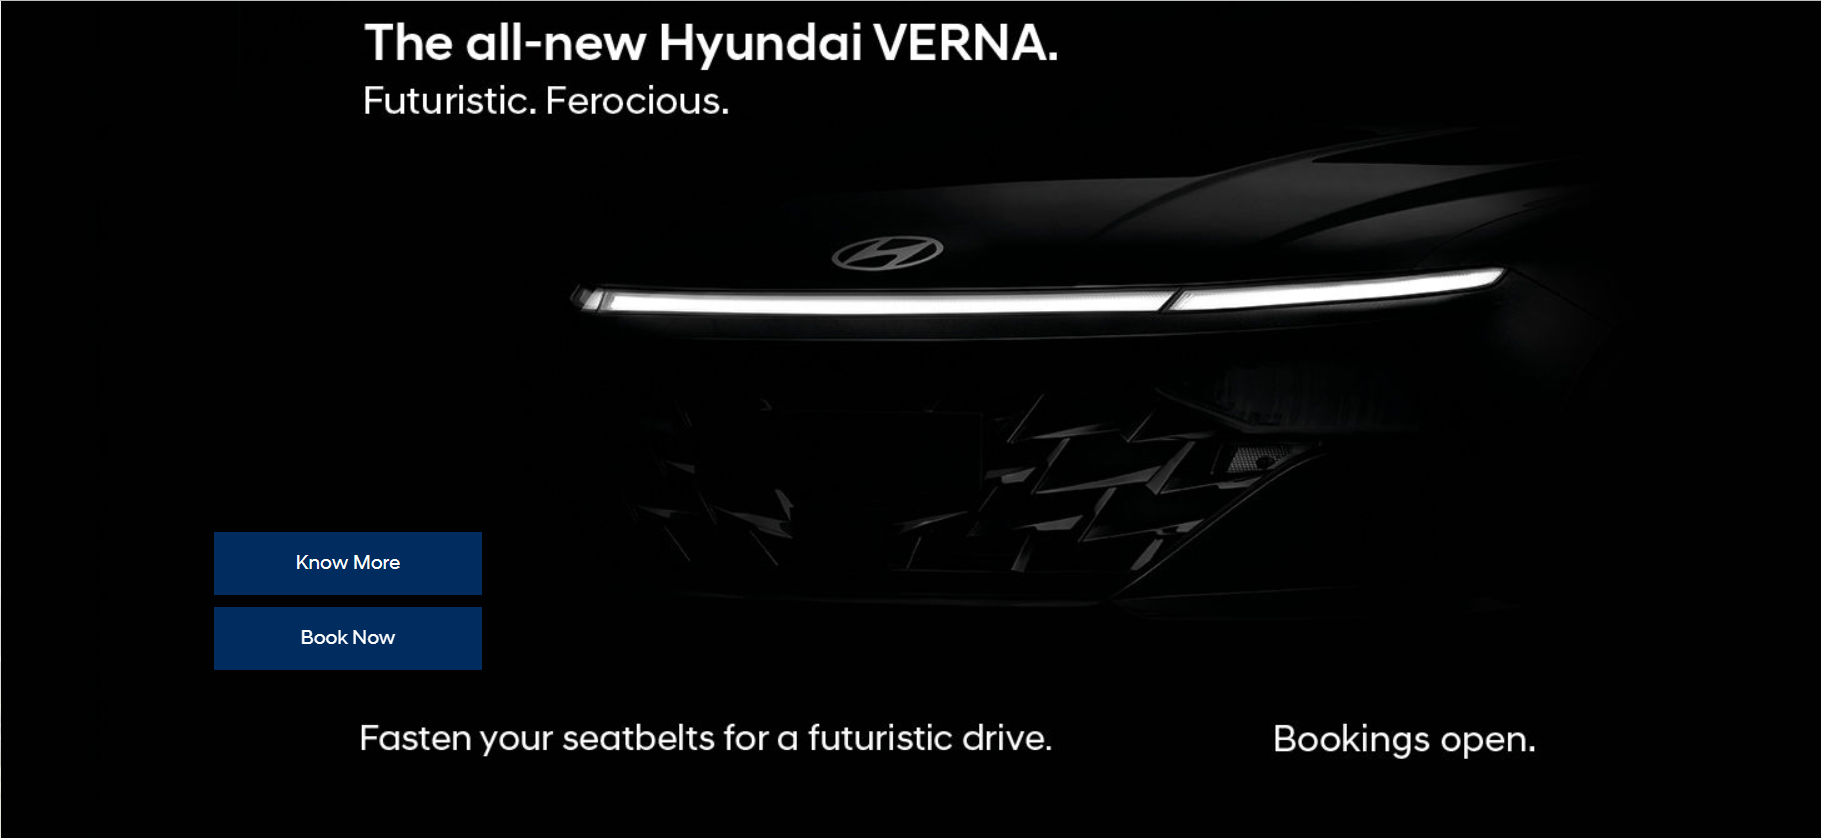 The all-new Hyundai VERNA.
Futuristic. Ferocious.
Know More
Book Now
Fasten your seatbelts for a futuristic drive.
Bookings open.